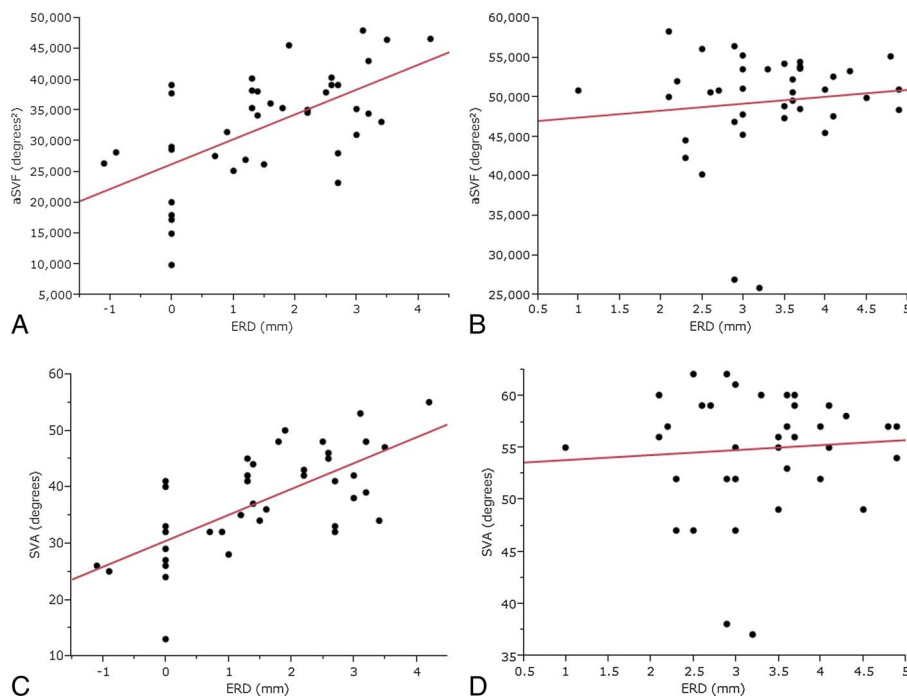 50,000
45,000
40,000
35,000
30,000
25,000
20,000
15,000
10,000
5,000
aSVF (degrees²)
-1 0 1 2 3 4
ERD (mm)
A
60,000
55,000
50,000
45,000
50,000
35,000
30,000
25,000
aSVF (degrees²)
0.5 1 1.5 2 2.5 3 3.5 4 4.5 5
ERD (mm)
B
60
50
40
30
20
10
SVA (degrees)
-1 0 1 2 3 4
ERD (mm)
C
60
55
50
45
40
35
SVA (degrees)
0.5 1 1.5 2 2.5 3 3.5 4 4.5 5
ERD (mm)
D